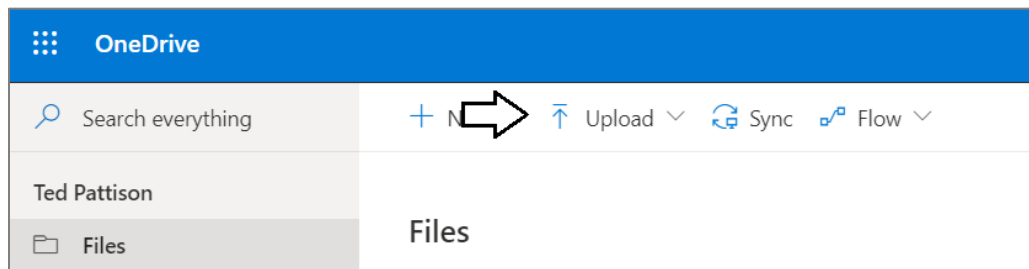 OneDrive
Search everything
N Upload Sync Flow
Ted Pattison
Files
Files